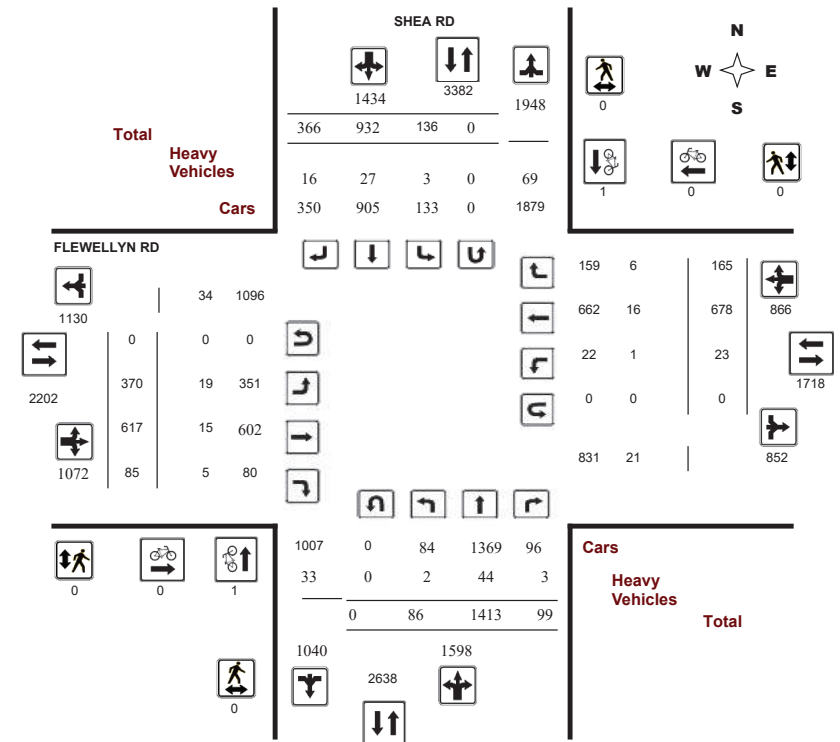 SHEA RD
N
W E
S
1434 3382 1948
0
366 932 136 0
Total
Heavy
Vehicles
16 27 3 0 69
1 0 0
Cars 350 905 133 0 1879
FLEWELLYN RD
159 6 165
34 1096
1130
662 16 678 866
0 0 0
22 1 23
370 19 351
1718
2202
0 0 0
617 15 602
831 21 852
1072 85 5 80
1007 0 84 1369 96 Cars
33 0 2 44 3 Heavy
Vehicles
0 0 1
0 86 1413 99 Total
1040 1598
2638
0